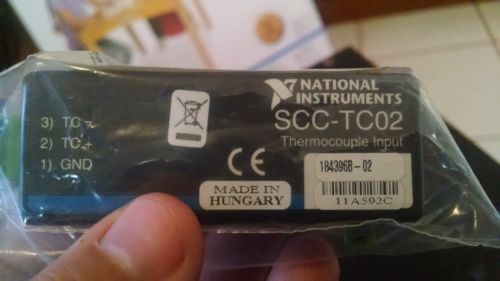 NATIONAL
INSTRUMENTS
SCC-TC02
Thermocouple Input
3) TC -
2) TC +
1) GND
CE
MADE IN
HUNGARY
184396B-02
11A592C